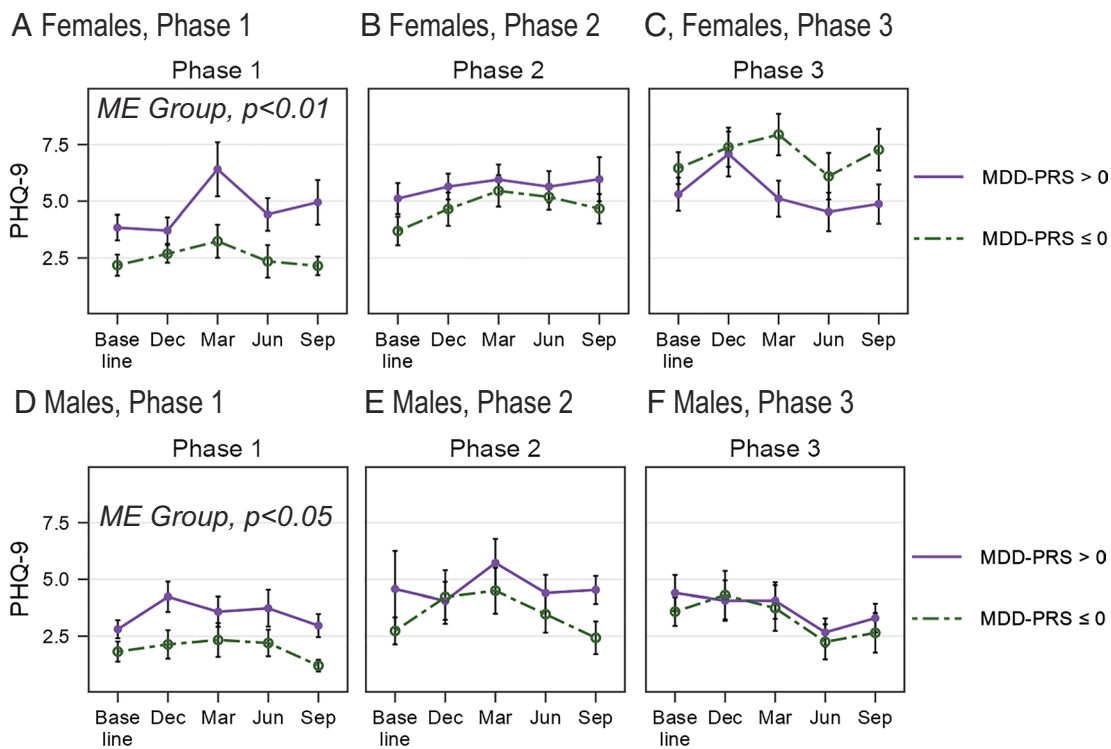 A Females, Phase 1
B Females, Phase 2
C, Females, Phase 3
Phase 1
Phase 2
Phase 3
ME Group, p<0.01
PHQ-9
7.5
5.0
2.5
MDD-PRS > 0
MDD-PRS ≤ 0
Base line Dec Mar Jun Sep
Base line Dec Mar Jun Sep
Base line Dec Mar Jun Sep
D Males, Phase 1
E Males, Phase 2
F Males, Phase 3
Phase 1
Phase 2
Phase 3
ME Group, p<0.05
PHQ-9
7.5
5.0
2.5
MDD-PRS > 0
MDD-PRS ≤ 0
Base line Dec Mar Jun Sep
Base line Dec Mar Jun Sep
Base line Dec Mar Jun Sep